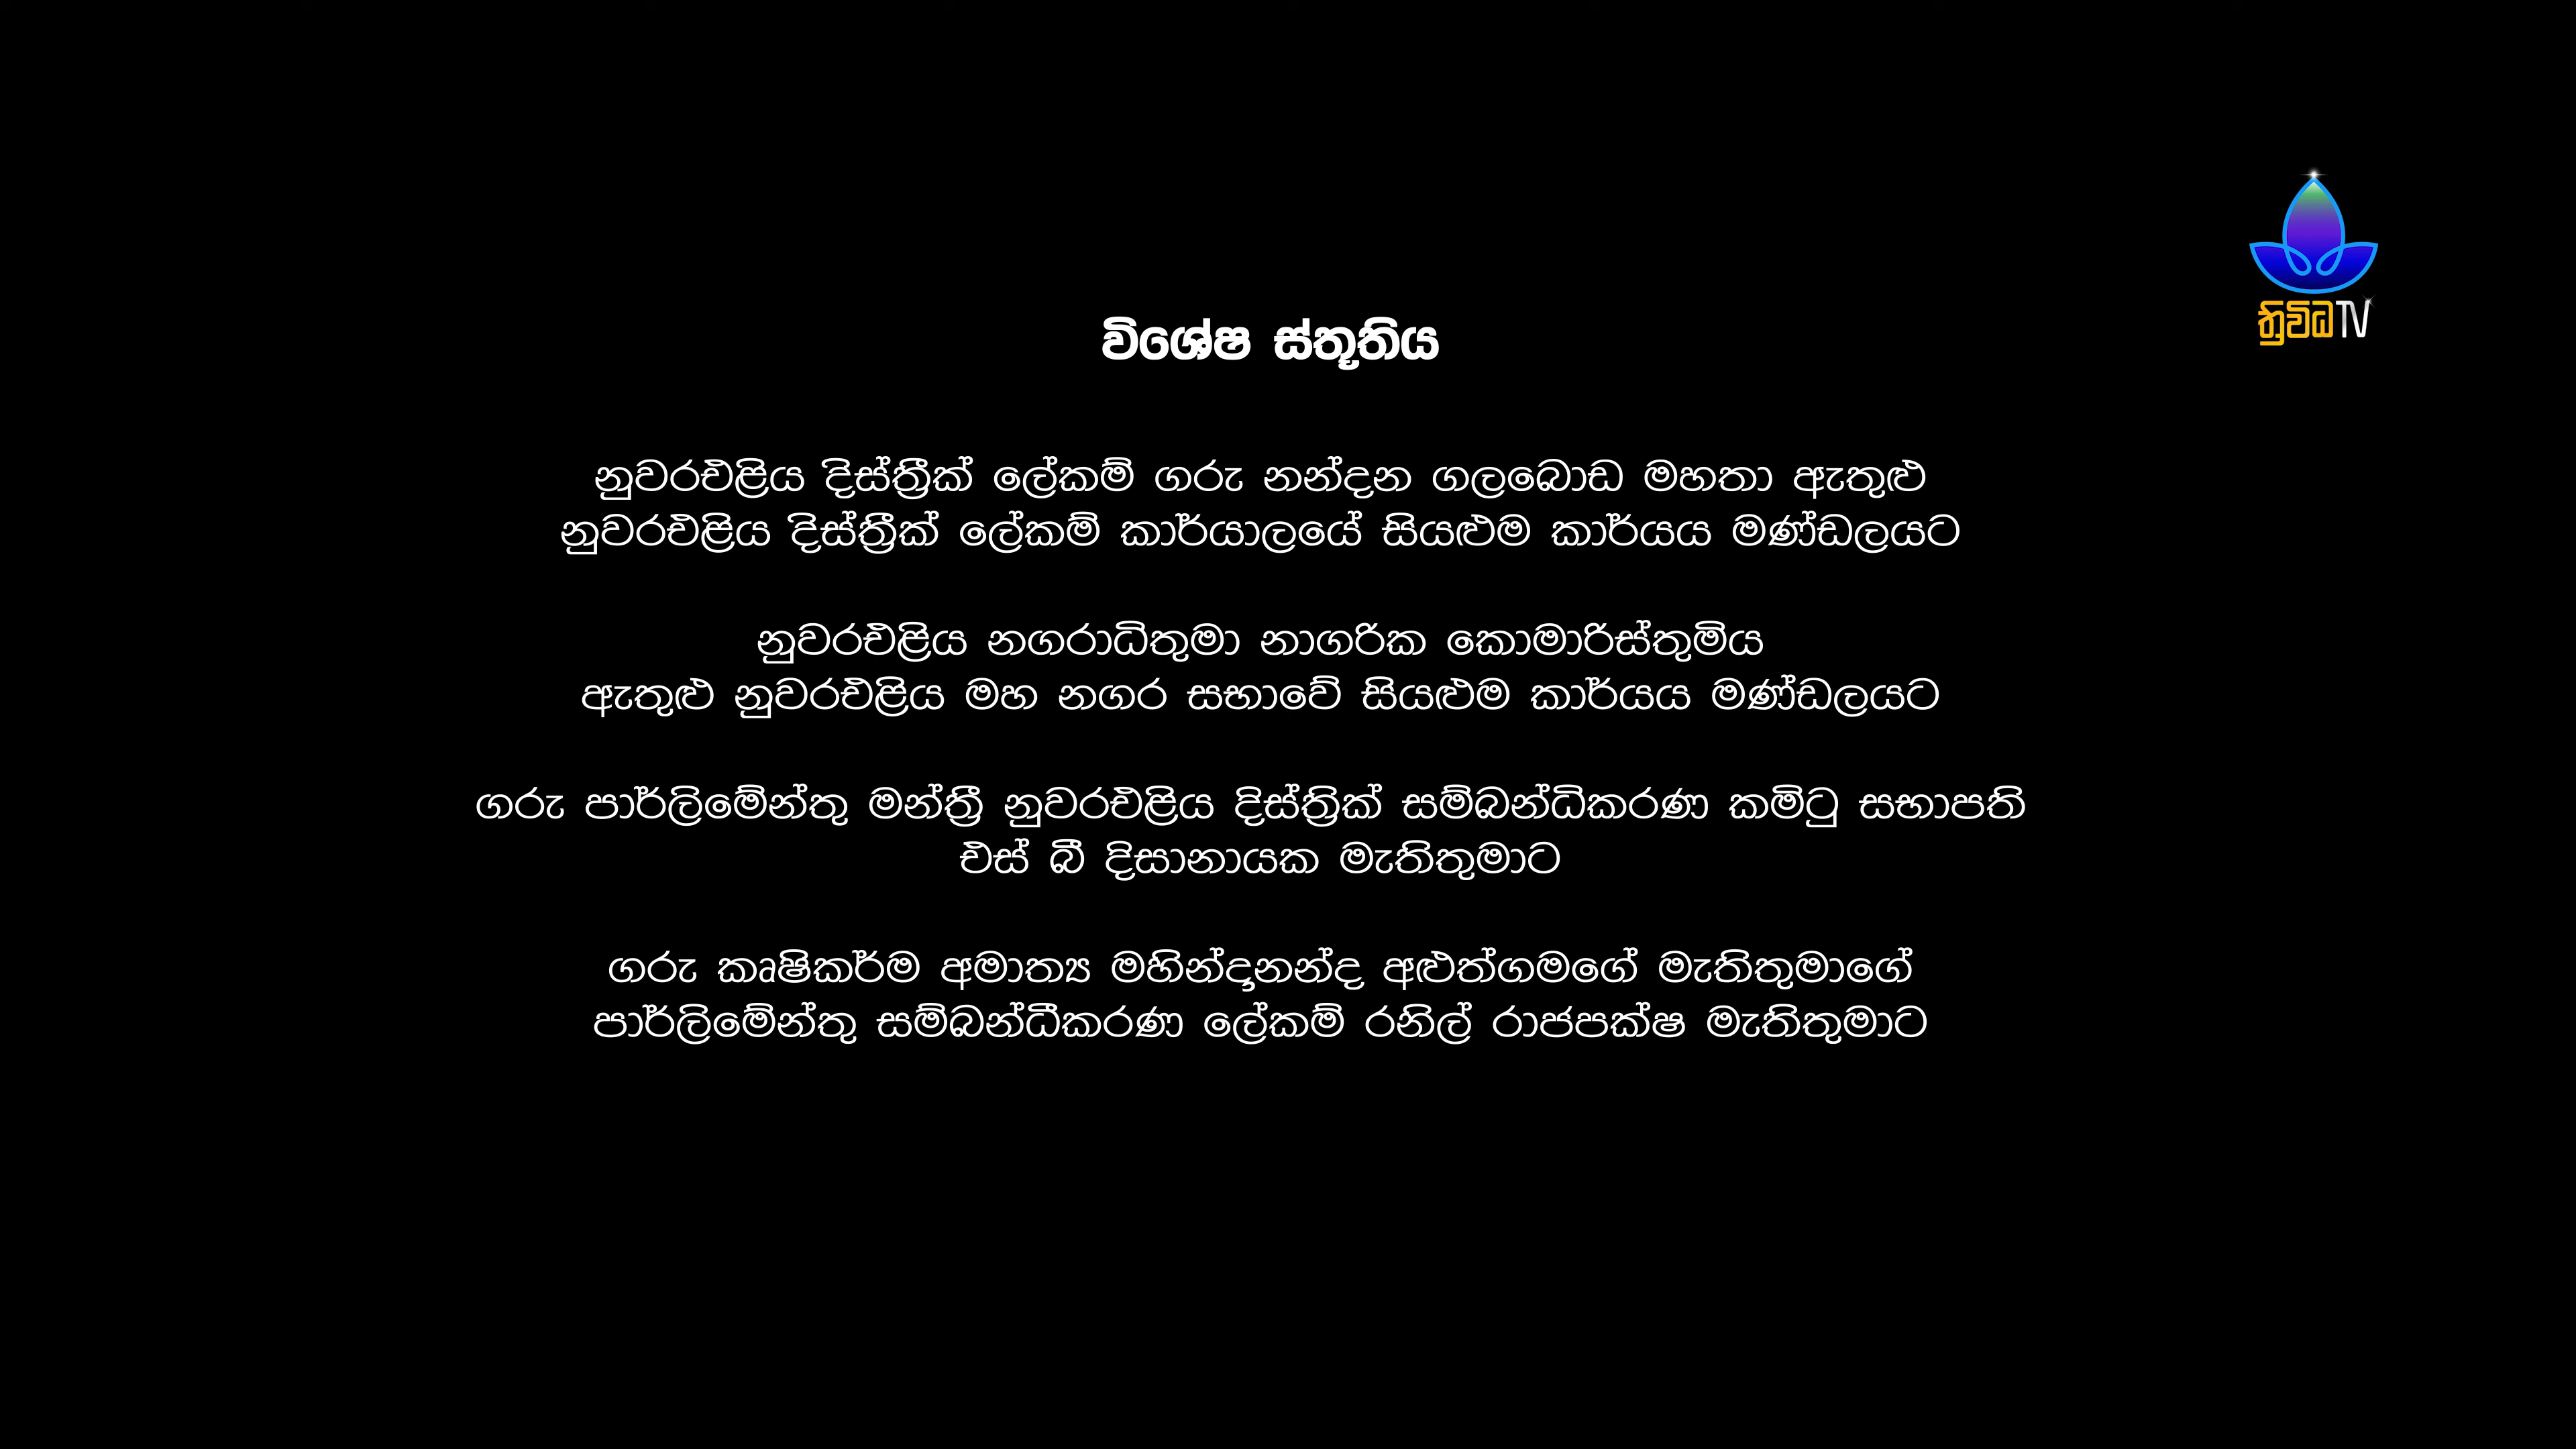 ත්‍රිවිධTV
විශේෂ ස්තූතිය
නුවරඑළිය දිස්ත්‍රීක් ලේකම් ගරු නන්දන ගලබොඩ මහතා ඇතුළු
නුවරඑළිය දිස්ත්‍රීක් ලේකම් කාර්යාලයේ සියළුම කාර්යය මණ්ඩලයට
නුවරඑළිය නගරාධිතුමා නාගරික කොමාරිස්තුමිය
ඇතුළු නුවරඑළිය මහ නගර සභාවේ සියළුම කාර්යය මණ්ඩලයට
ගරු පාර්ලිමේන්තු මන්ත්‍රී නුවරඑළිය දිස්ත්‍රික් සම්බන්ධිකරණ කමිටු සභාපති
එස් බී දිසානායක මැතිතුමාට
ගරු කෘෂිකර්ම අමාත්‍ය මහින්දානන්ද අළුත්ගමගේ මැතිතුමාගේ
පාර්ලිමේන්තු සම්බන්ධීකරණ ලේකම් රනිල් රාජපක්ෂ මැතිතුමාට